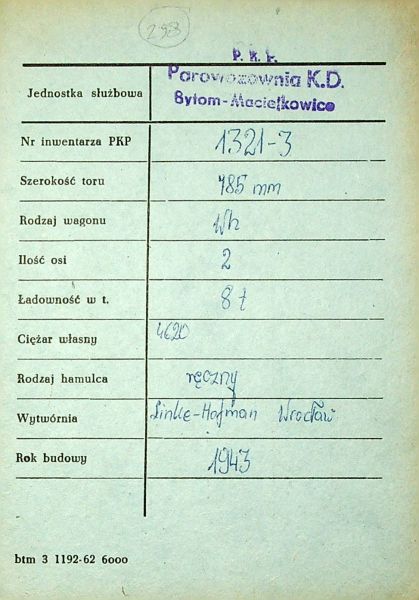 258
P. K. P.
Parowozownia K.D.
Jednostka służbowa
Bytom-Maciejkowice
Nr inwentarza PKP 1321-3
Szerokość toru 785 mm
Rodzaj wagonu Wh
Ilość osi 2
Ładowność w t. 8 t
Ciężar własny 4620
Rodzaj hamulca ręczny
Wytwórnia Linke-Hofman Wrocław
Rok budowy 1943
btm 3 1192-62 6000